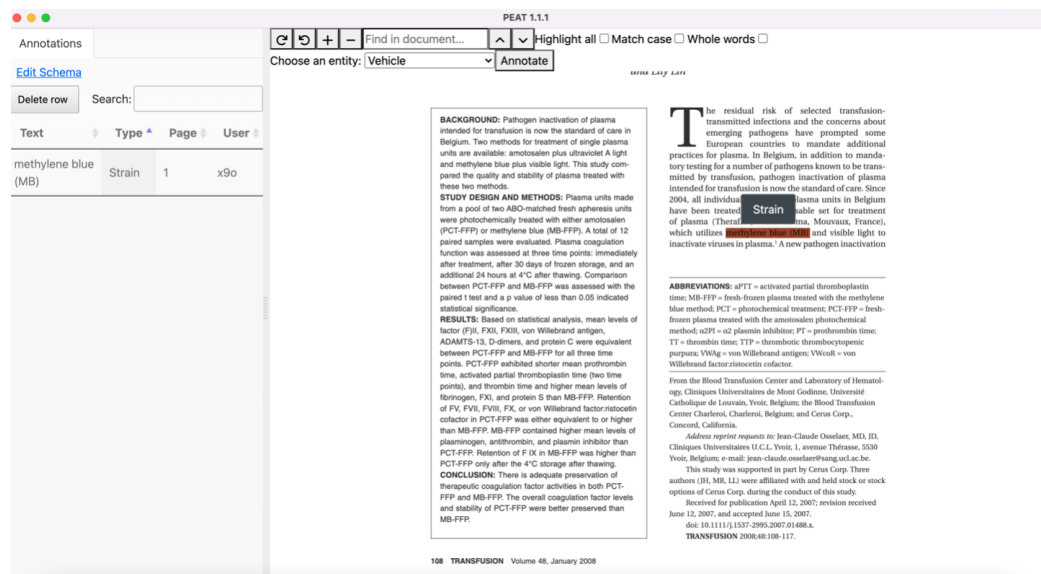 PEAT 1.1.1
Annotations
Edit Schema
Delete row Search:
Text Type Page User
methylene blue
(MB) Strain 1 x9o
Find in document... Highlight all Match case Whole words
Choose an entity: Vehicle Annotate
and Lily Lin
BACKGROUND: Pathogen inactivation of plasma
intended for transfusion is now the standard of care in
Belgium. Two methods for treatment of single plasma
units are available: amotosalen plus ultraviolet A light
and methylene blue plus visible light. This study com-
pared the quality and stability of plasma treated with
these two methods.
STUDY DESIGN AND METHODS: Plasma units made
from a pool of two ABO-matched fresh apheresis units
were photochemically treated with either amotosalen
(PCT-FFP) or methylene blue (MB-FFP). A total of 12
paired samples were evaluated. Plasma coagulation
function was assessed at three time points: immediately
after treatment, after 30 days of frozen storage, and an
additional 24 hours at 4°C after thawing. Comparison
between PCT-FFP and MB-FFP was assessed with the
paired t test and a p value of less than 0.05 indicated
statistical significance.
RESULTS: Based on statistical analysis, mean levels of
factor (F)II, FXII, FXIII, von Willebrand antigen,
ADAMTS-13, D-dimers, and protein C were equivalent
between PCT-FFP and MB-FFP for all three time
points. PCT-FFP exhibited shorter mean prothrombin
time, activated partial thromboplastin time (two time
points), and thrombin time and higher mean levels of
fibrinogen, FXI, and protein S than MB-FFP. Retention
of FV, FVII, FVIII, FX, or von Willebrand factor:ristocetin
cofactor in PCT-FFP was either equivalent to or higher
than MB-FFP. MB-FFP contained higher mean levels of
plasminogen, antithrombin, and plasmin inhibitor than
PCT-FFP. Retention of F IX in MB-FFP was higher than
PCT-FFP only after the 4°C storage after thawing.
CONCLUSION: There is adequate preservation of
therapeutic coagulation factor activities in both PCT-
FFP and MB-FFP. The overall coagulation factor levels
and stability of PCT-FFP were better preserved than
MB-FFP.
The residual risk of selected transfusion-
transmitted infections and the concerns about
emerging pathogens have prompted some
European countries to mandate additional
practices for plasma. In Belgium, in addition to manda-
tory testing for a number of pathogens known to be trans-
mitted by transfusion, pathogen inactivation of plasma
intended for transfusion is now the standard of care. Since
2004, all individua lasma units in Belgium
Strain
have been treated sable set for treatment
of plasma (Theraf ma, Mouvaux, France),
which utilizes methylene blue (MB) and visible light to
inactivate viruses in plasma.1 A new pathogen inactivation
ABBREVIATIONS: aPTT = activated partial thromboplastin
time; MB-FFP = fresh-frozen plasma treated with the methylene
blue method; PCT = photochemical treatment; PCT-FFP = fresh-
frozen plasma treated with the amotosalen photochemical
method; α2PI = α2 plasmin inhibitor; PT = prothrombin time;
TT = thrombin time; TTP = thrombotic thrombocytopenic
purpura; VWAg = von Willebrand antigen; VWcoR = von
Willebrand factor:ristocetin cofactor.
From the Blood Transfusion Center and Laboratory of Hematol-
ogy, Cliniques Universitaires de Mont Godinne, Université
Catholique de Louvain, Yvoir, Belgium; the Blood Transfusion
Center Charleroi, Charleroi, Belgium; and Cerus Corp.,
Concord, California.
Address reprint requests to: Jean-Claude Osselaer, MD, JD,
Cliniques Universitaires U.C.L. Yvoir, 1, avenue Thérasse, 5530
Yvoir, Belgium; e-mail: jean-claude.osselaer@sang.ucl.ac.be.
This study was supported in part by Cerus Corp. Three
authors (JH, MR, LL) were affiliated with and held stock or stock
options of Cerus Corp. during the conduct of this study.
Received for publication April 12, 2007; revision received
June 12, 2007, and accepted June 15, 2007.
doi: 10.1111/j.1537-2995.2007.01488.x.
TRANSFUSION 2008;48:108-117.
108 TRANSFUSION Volume 48, January 2008